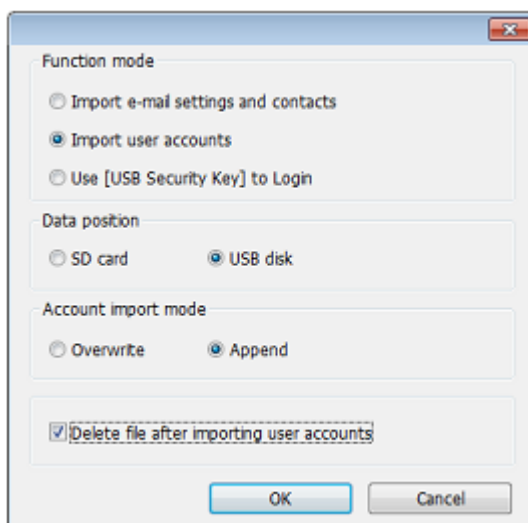 Function mode
Import e-mail settings and contacts
Import user accounts
Use [USB Security Key] to Login
Data position
SD card USB disk
Account import mode
Overwrite Append
Delete file after importing user accounts
OK Cancel